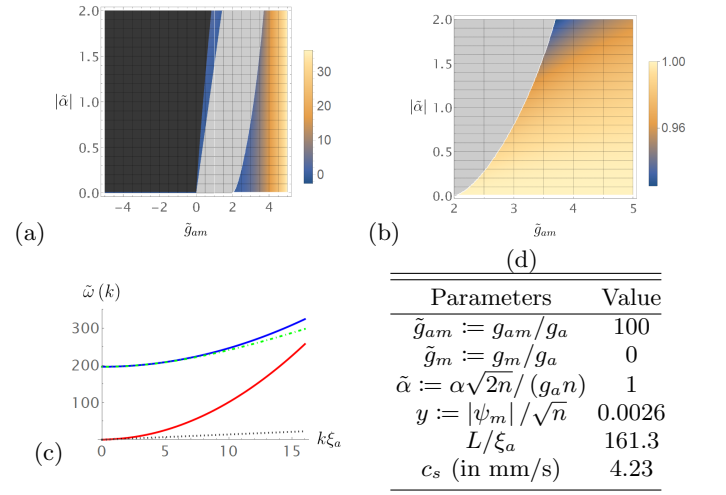 2.0
1.5
|α̃|
1.0
0.5
0.0
-4 -2 0 2 4
g̃ₐₘ
30
20
10
0
(a)
2.0
1.5
|α̃|
1.0
0.5
0.0
2 3 4 5
g̃ₐₘ
1.00
0.96
(b)
ω̃ (k)
300
200
100
0
0 5 10 15
kξₐ
(c)
(d)
Parameters Value
g̃ₐₘ := gₐₘ/gₐ 100
g̃ₘ := gₘ/gₐ 0
α̃ := α√2n/ (gₐn) 1
y := |ψₘ| /√n 0.0026
L/ξₐ 161.3
cₛ (in mm/s) 4.23